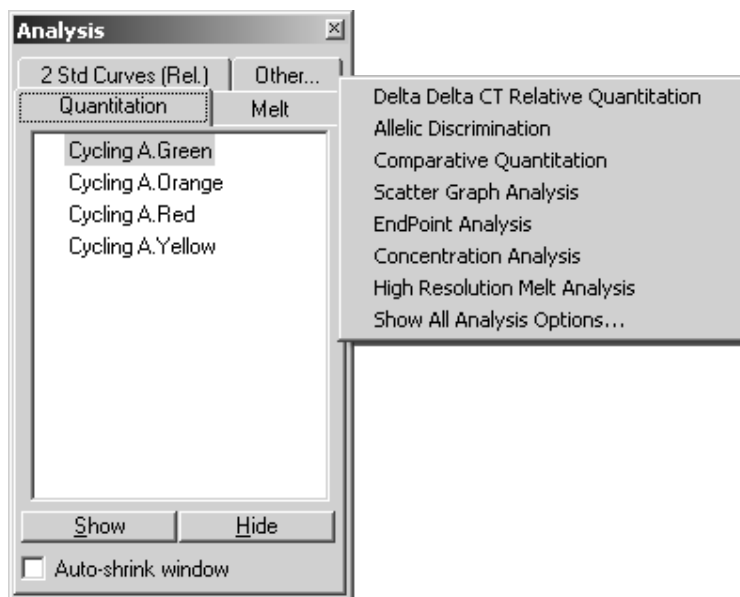 Analysis
2 Std Curves (Rel.)
Other...
Quantitation
Melt
Cycling A.Green
Cycling A.Orange
Cycling A.Red
Cycling A.Yellow
Show
Hide
Auto-shrink window
Delta Delta CT Relative Quantitation
Allelic Discrimination
Comparative Quantitation
Scatter Graph Analysis
EndPoint Analysis
Concentration Analysis
High Resolution Melt Analysis
Show All Analysis Options...